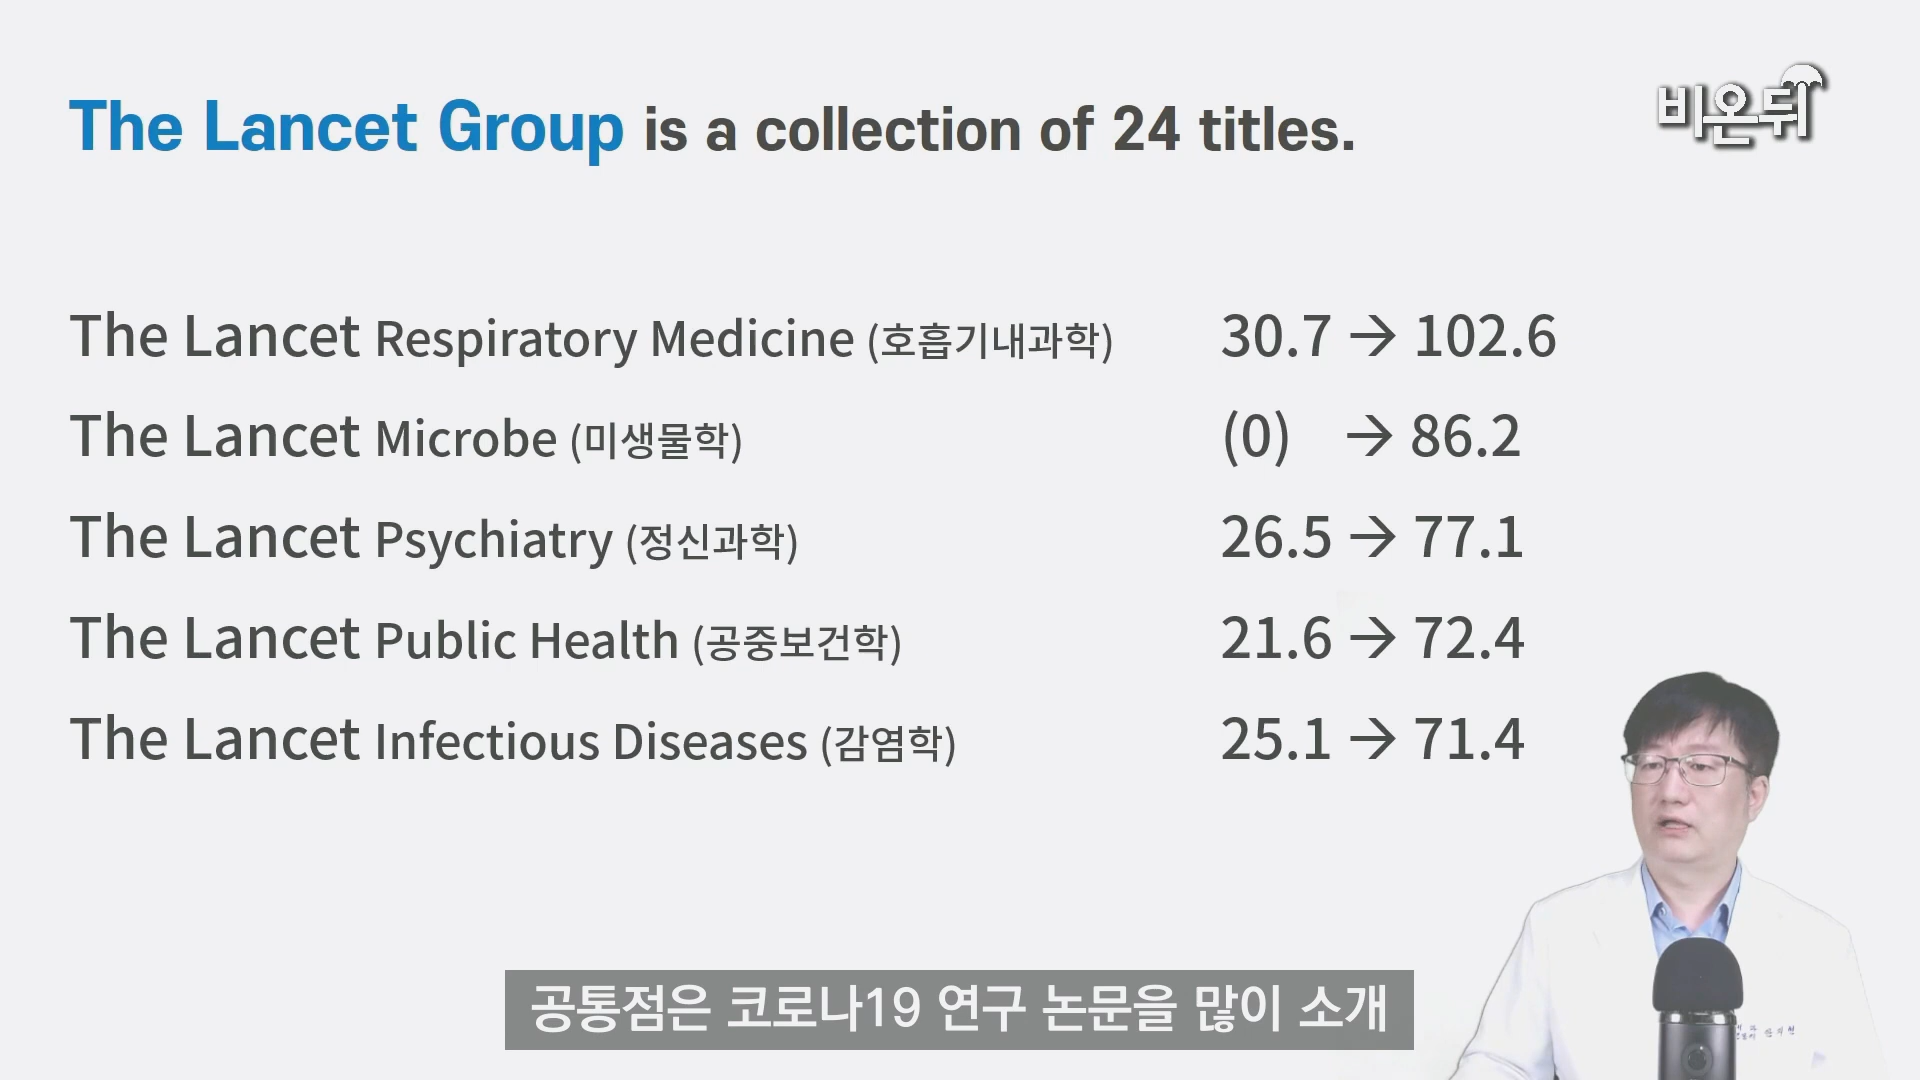 The Lancet Group is a collection of 24 titles.
비온뒤
The Lancet Respiratory Medicine (호흡기내과학) 30.7 → 102.6
The Lancet Microbe (미생물학) (0) → 86.2
The Lancet Psychiatry (정신과학) 26.5 → 77.1
The Lancet Public Health (공중보건학) 21.6 → 72.4
The Lancet Infectious Diseases (감염학) 25.1 → 71.4
공통점은 코로나19 연구 논문을 많이 소개